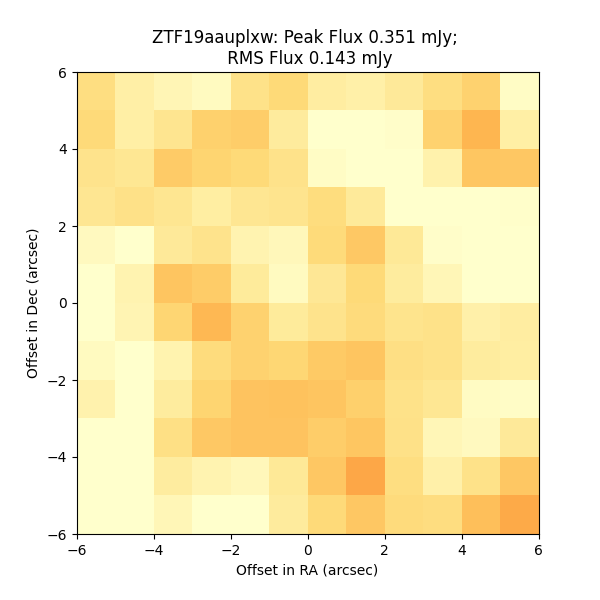 ZTF19aauplxw: Peak Flux 0.351 mJy;
RMS Flux 0.143 mJy
6
4
2
0
−2
−4
−6
Offset in Dec (arcsec)
−6 −4 −2 0 2 4 6
Offset in RA (arcsec)